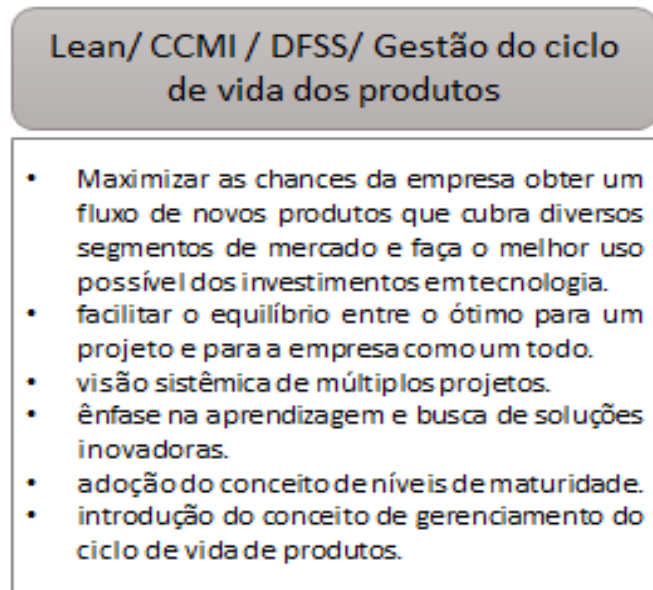 Lean/ CCMI / DFSS/ Gestão do ciclo
de vida dos produtos
• Maximizar as chances da empresa obter um
fluxo de novos produtos que cubra diversos
segmentos de mercado e faça o melhor uso
possível dos investimentos em tecnologia.
• facilitar o equilíbrio entre o ótimo para um
projeto e para a empresa como um todo.
• visão sistêmica de múltiplos projetos.
• ênfase na aprendizagem e busca de soluções
inovadoras.
• adoção do conceito de níveis de maturidade.
• introdução do conceito de gerenciamento do
ciclo de vida de produtos.